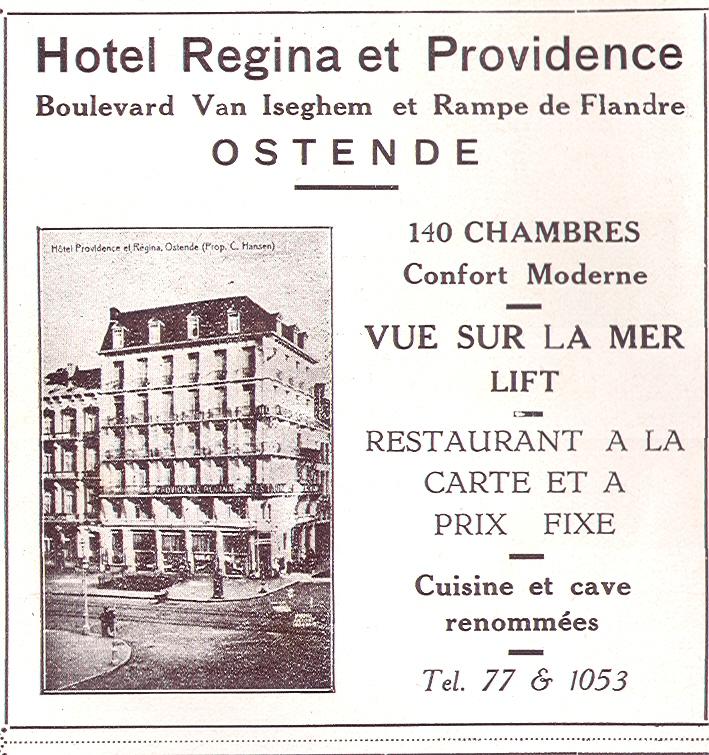 Hotel Regina et Providence
Boulevard Van Iseghem et Rampe de Flandre
OSTENDE
Hôtel Providence et Régina, Ostende (Prop. C. Hansen)
PROVIDENCE REGINA
140 CHAMBRES
Confort Moderne
VUE SUR LA MER
LIFT
RESTAURANT A LA
CARTE ET A
PRIX FIXE
Cuisine et cave
renommées
Tel. 77 & 1053